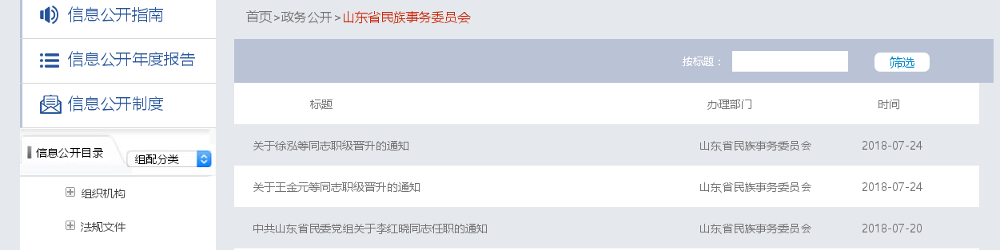 信息公开指南
信息公开年度报告
信息公开制度
信息公开目录
组配分类
组织机构
法规文件
首页>政务公开>山东省民族事务委员会
按标题： 筛选
标题 办理部门 时间
关于徐泓等同志职级晋升的通知 山东省民族事务委员会 2018-07-24
关于王金元等同志职级晋升的通知 山东省民族事务委员会 2018-07-24
中共山东省民委党组关于李红晓同志任职的通知 山东省民族事务委员会 2018-07-20